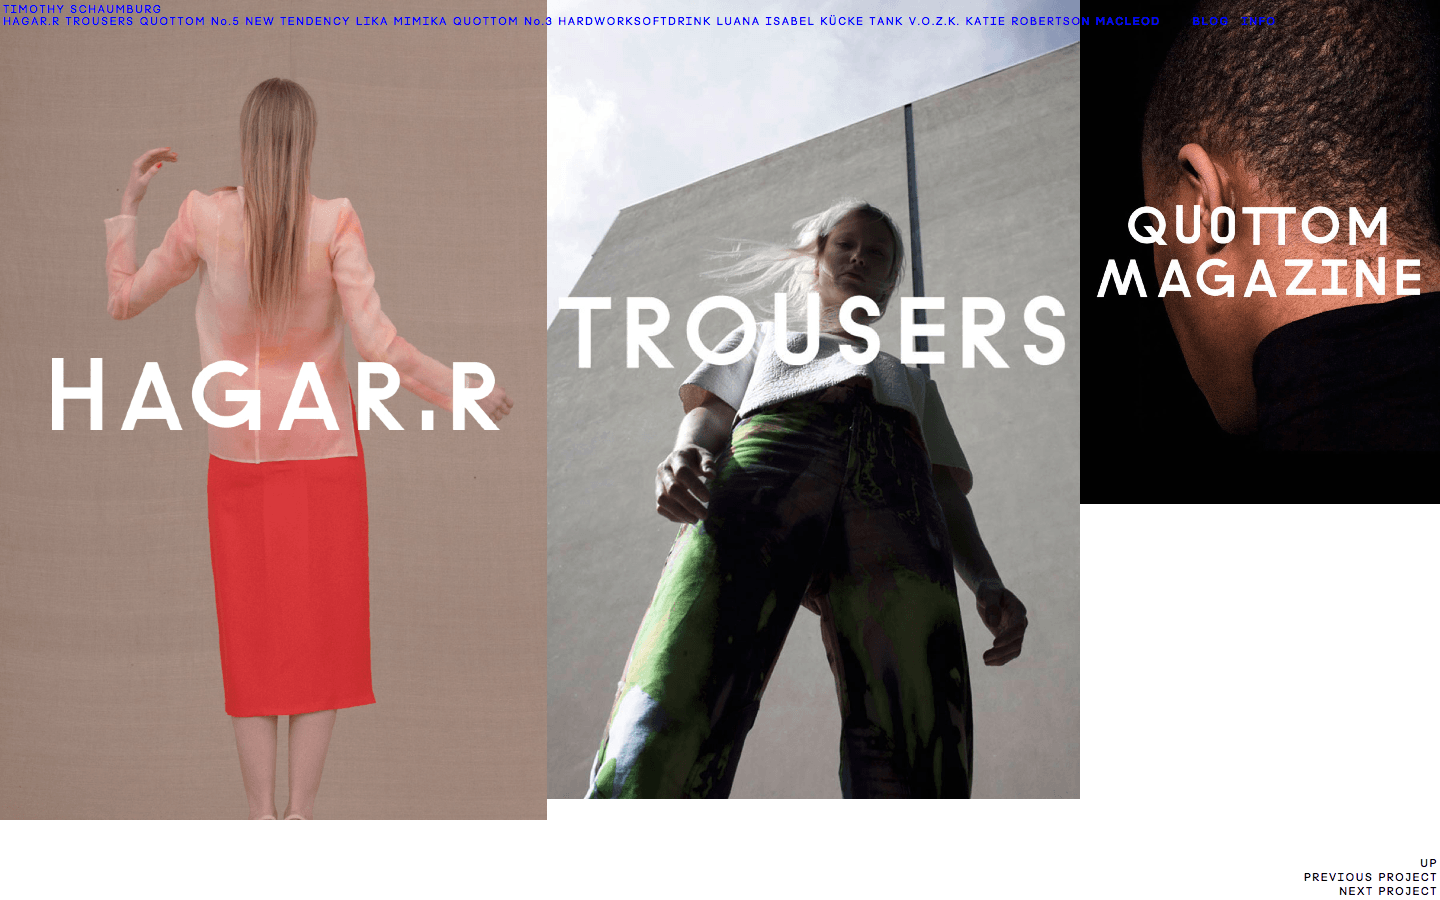 TIMOTHY SCHAUMBURG
HAGAR.R TROUSERS QUOTTOM No.5 NEW TENDENCY LIKA MIMIKA QUOTTOM No.3 HARDWORKSOFTDRINK LUANA ISABEL KÜCKE TANK V.O.Z.K. KATIE ROBERTSON MACLEOD BLOG INFO
HAGAR.R
TROUSERS
QUOTTOM
MAGAZINE
UP
PREVIOUS PROJECT
NEXT PROJECT